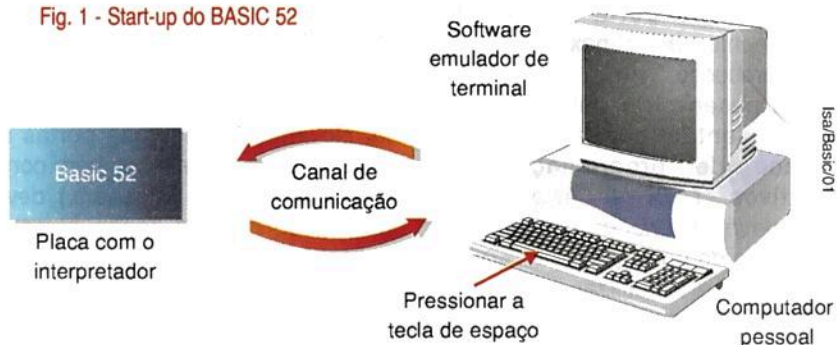 Fig. 1 - Start-up do BASIC 52
Software
emulador de
terminal
Basic 52
Placa com o
interpretador
Canal de
comunicação
Pressionar a
tecla de espaço
Computador
pessoal
Isa/Basic/01